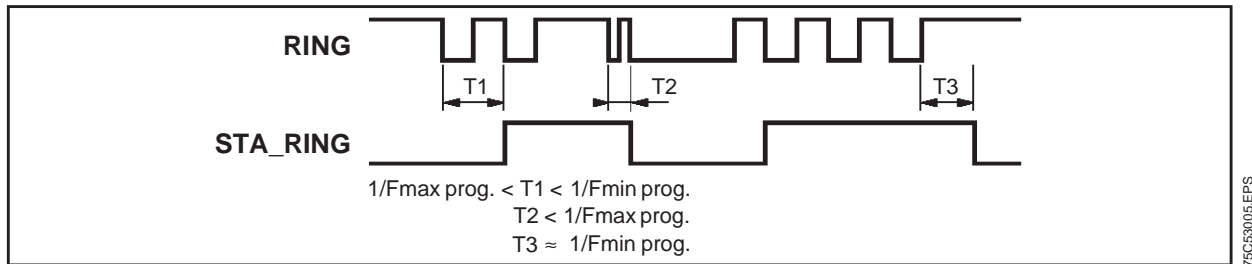 RING
T1
T2
T3
STA_RING
1/Fmax prog. < T1 < 1/Fmin prog.
T2 < 1/Fmax prog.
T3 ≈ 1/Fmin prog.
75C53005.EPS